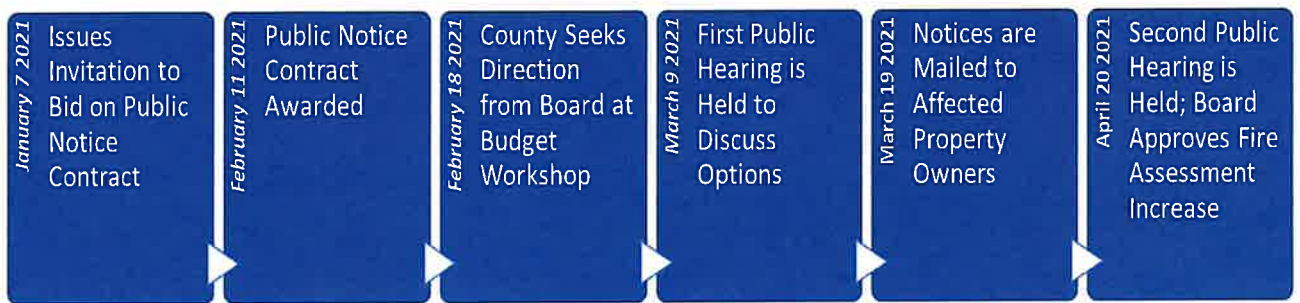 January 7 2021
Issues
Invitation to
Bid on Public
Notice
Contract
February 11 2021
Public Notice
Contract
Awarded
February 18 2021
County Seeks
Direction
from Board at
Budget
Workshop
March 9 2021
First Public
Hearing is
Held to
Discuss
Options
March 19 2021
Notices are
Mailed to
Affected
Property
Owners
April 20 2021
Second Public
Hearing is
Held; Board
Approves Fire
Assessment
Increase